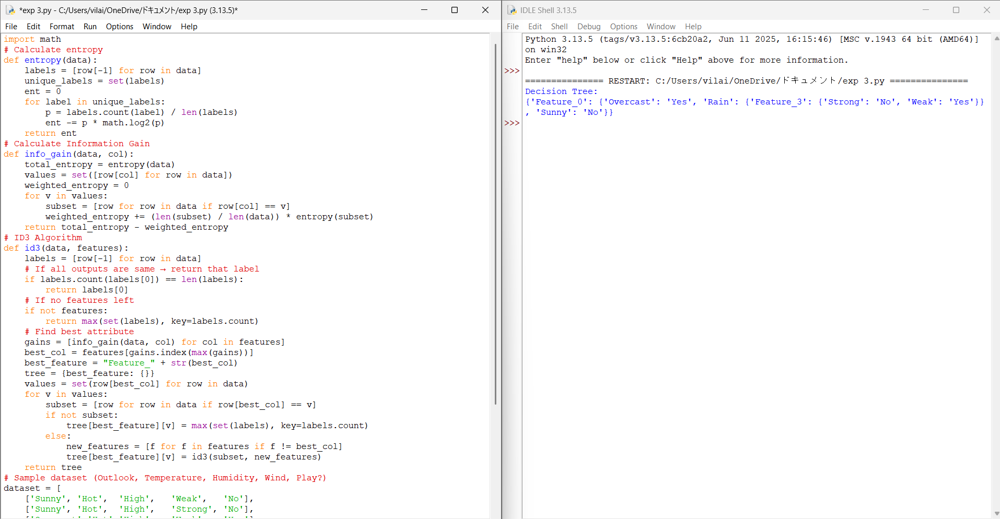 *exp 3.py - C:/Users/vilai/OneDrive/ドキュメント/exp 3.py (3.13.5)*
File Edit Format Run Options Window Help
import math
# Calculate entropy
def entropy(data):
    labels = [row[-1] for row in data]
    unique_labels = set(labels)
    ent = 0
    for label in unique_labels:
        p = labels.count(label) / len(labels)
        ent -= p * math.log2(p)
    return ent
# Calculate Information Gain
def info_gain(data, col):
    total_entropy = entropy(data)
    values = set([row[col] for row in data])
    weighted_entropy = 0
    for v in values:
        subset = [row for row in data if row[col] == v]
        weighted_entropy += (len(subset) / len(data)) * entropy(subset)
    return total_entropy - weighted_entropy
# ID3 Algorithm
def id3(data, features):
    labels = [row[-1] for row in data]
    # If all outputs are same → return that label
    if labels.count(labels[0]) == len(labels):
        return labels[0]
    # If no features left
    if not features:
        return max(set(labels), key=labels.count)
    # Find best attribute
    gains = [info_gain(data, col) for col in features]
    best_col = features[gains.index(max(gains))]
    best_feature = "Feature_" + str(best_col)
    tree = {best_feature: {}}
    values = set(row[best_col] for row in data)
    for v in values:
        subset = [row for row in data if row[best_col] == v]
        if not subset:
            tree[best_feature][v] = max(set(labels), key=labels.count)
        else:
            new_features = [f for f in features if f != best_col]
            tree[best_feature][v] = id3(subset, new_features)
    return tree
# Sample dataset (Outlook, Temperature, Humidity, Wind, Play?)
dataset = [
    ['Sunny', 'Hot',  'High',   'Weak',   'No'],
    ['Sunny', 'Hot',  'High',   'Strong', 'No'],
IDLE Shell 3.13.5
File Edit Shell Debug Options Window Help
Python 3.13.5 (tags/v3.13.5:6cb20a2, Jun 11 2025, 16:15:46) [MSC v.1943 64 bit (AMD64)]
on win32
Enter "help" below or click "Help" above for more information.
>>>
=============== RESTART: C:/Users/vilai/OneDrive/ドキュメント/exp 3.py ===============
Decision Tree:
{'Feature_0': {'Overcast': 'Yes', 'Rain': {'Feature_3': {'Strong': 'No', 'Weak': 'Yes'}}
, 'Sunny': 'No'}}
>>>